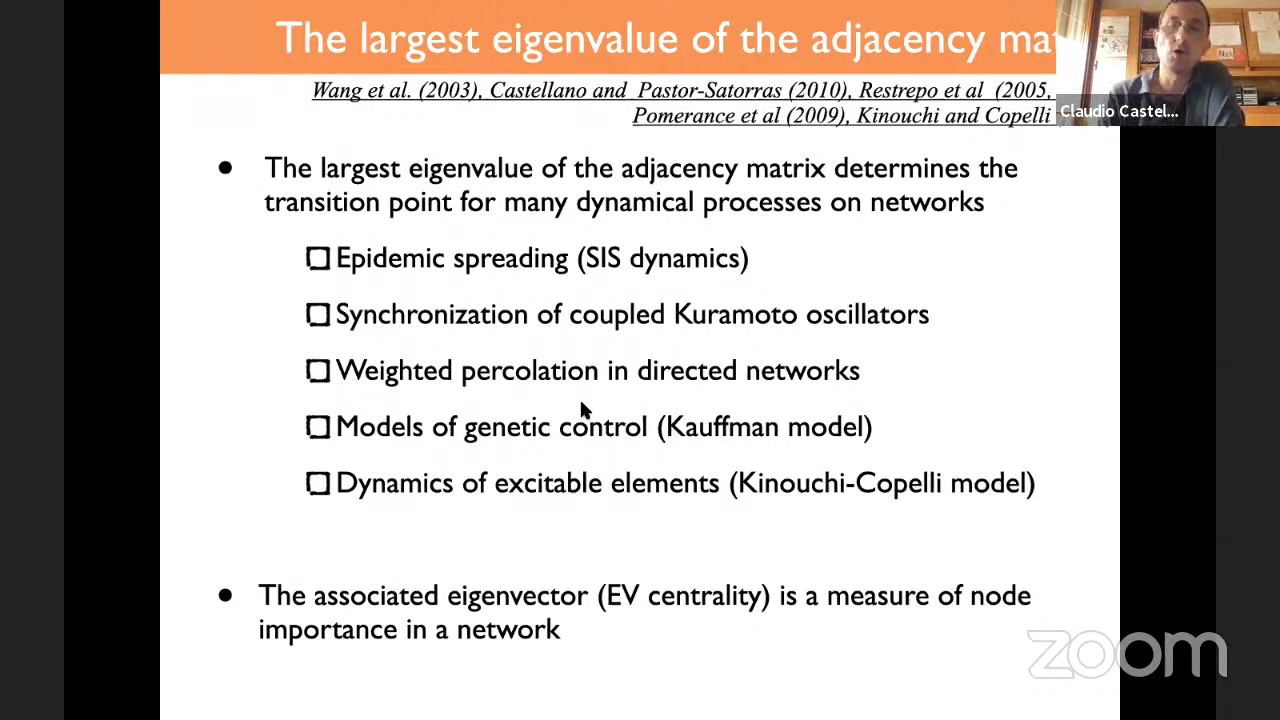 The largest eigenvalue of the adjacency mat
Wang et al. (2003), Castellano and Pastor-Satorras (2010), Restrepo et al (2005,
Pomerance et al (2009), Kinouchi and Copelli
Claudio Castel...
● The largest eigenvalue of the adjacency matrix determines the
transition point for many dynamical processes on networks
☐ Epidemic spreading (SIS dynamics)
☐ Synchronization of coupled Kuramoto oscillators
☐ Weighted percolation in directed networks
☐ Models of genetic control (Kauffman model)
☐ Dynamics of excitable elements (Kinouchi-Copelli model)
● The associated eigenvector (EV centrality) is a measure of node
importance in a network
zoom